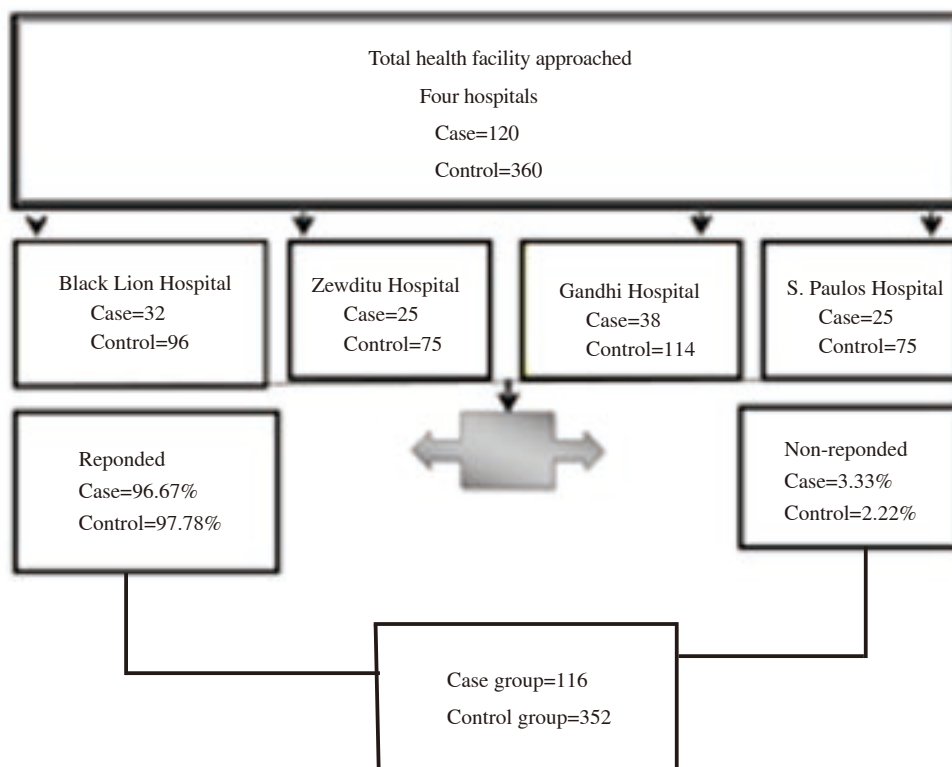 Total health facility approached
Four hospitals
Case=120
Control=360
Black Lion Hospital
Case=32
Control=96
Zewditu Hospital
Case=25
Control=75
Gandhi Hospital
Case=38
Control=114
S. Paulos Hospital
Case=25
Control=75
Reponded
Case=96.67%
Control=97.78%
Non-reponded
Case=3.33%
Control=2.22%
Case group=116
Control group=352